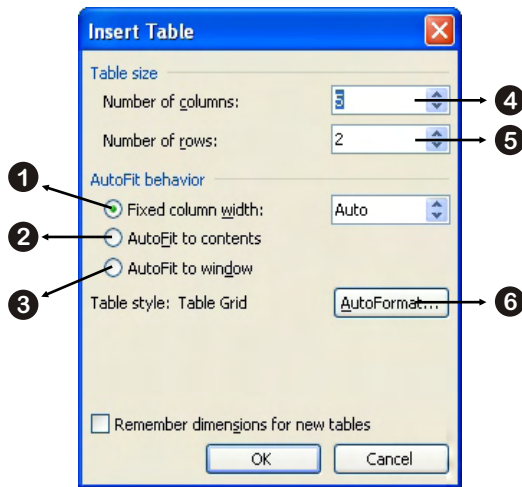 Insert Table
Table size
Number of columns: 5 4
Number of rows: 2 5
AutoFit behavior
1 Fixed column width: Auto
2 AutoFit to contents
3 AutoFit to window
Table style: Table Grid AutoFormat... 6
Remember dimensions for new tables
OK Cancel